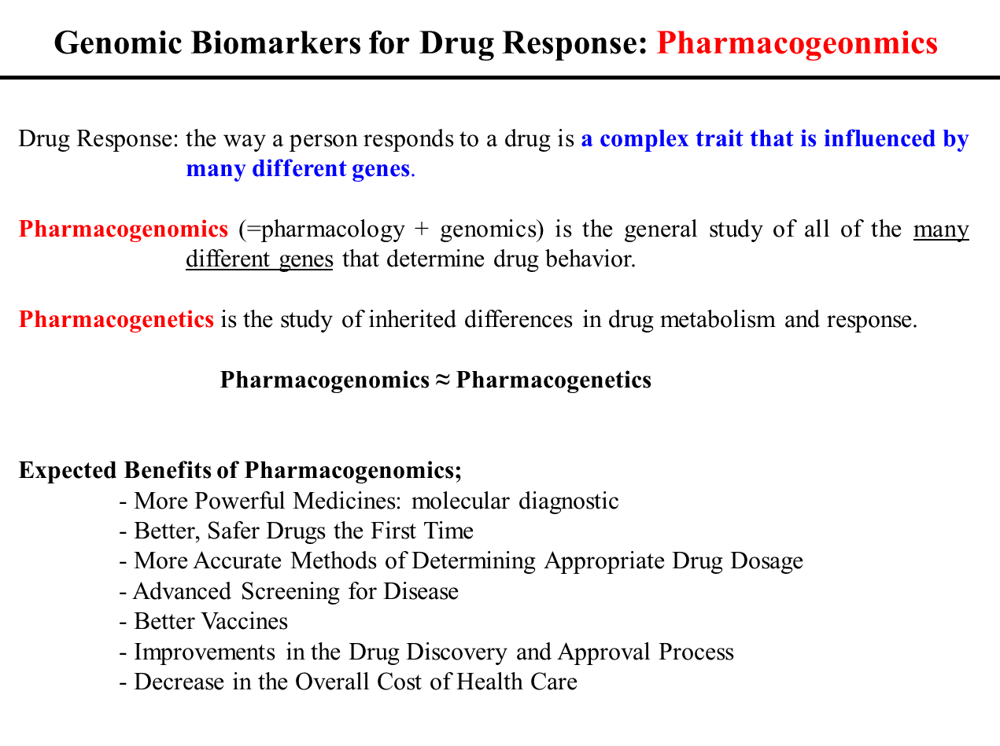 Genomic Biomarkers for Drug Response: Pharmacogeonmics
Drug Response: the way a person responds to a drug is a complex trait that is influenced by
many different genes.
Pharmacogenomics (=pharmacology + genomics) is the general study of all of the many
different genes that determine drug behavior.
Pharmacogenetics is the study of inherited differences in drug metabolism and response.
Pharmacogenomics ≈ Pharmacogenetics
Expected Benefits of Pharmacogenomics;
- More Powerful Medicines: molecular diagnostic
- Better, Safer Drugs the First Time
- More Accurate Methods of Determining Appropriate Drug Dosage
- Advanced Screening for Disease
- Better Vaccines
- Improvements in the Drug Discovery and Approval Process
- Decrease in the Overall Cost of Health Care